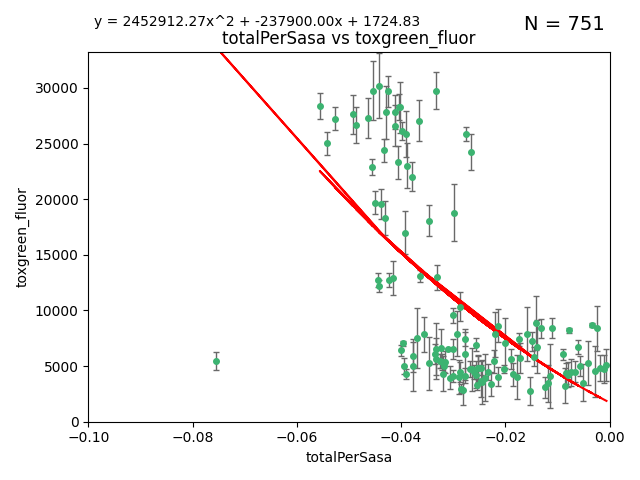 y = 2452912.27x^2 + -237900.00x + 1724.83
N = 751
totalPerSasa vs toxgreen_fluor
toxgreen_fluor
30000
25000
20000
15000
10000
5000
0
−0.10
−0.08
−0.06
−0.04
−0.02
0.00
totalPerSasa